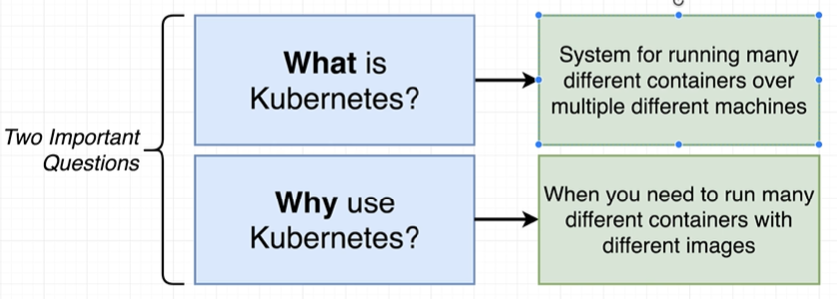 Two Important
Questions
What is
Kubernetes?
System for running many
different containers over
multiple different machines
Why use
Kubernetes?
When you need to run many
different containers with
different images